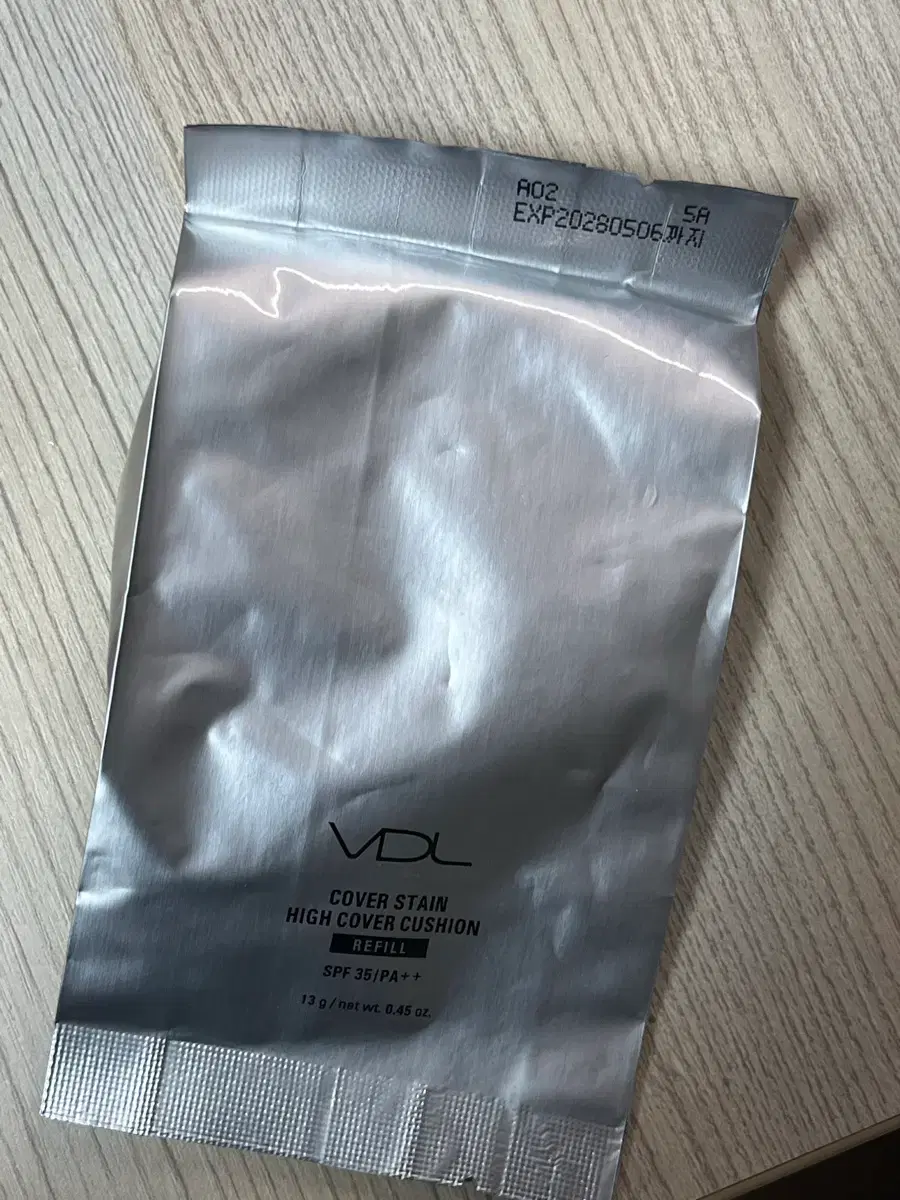 A02 5A
EXP20280506까지
VDL
COVER STAIN
HIGH COVER CUSHION
REFILL
SPF 35/PA++
13 g / net wt. 0.45 oz.